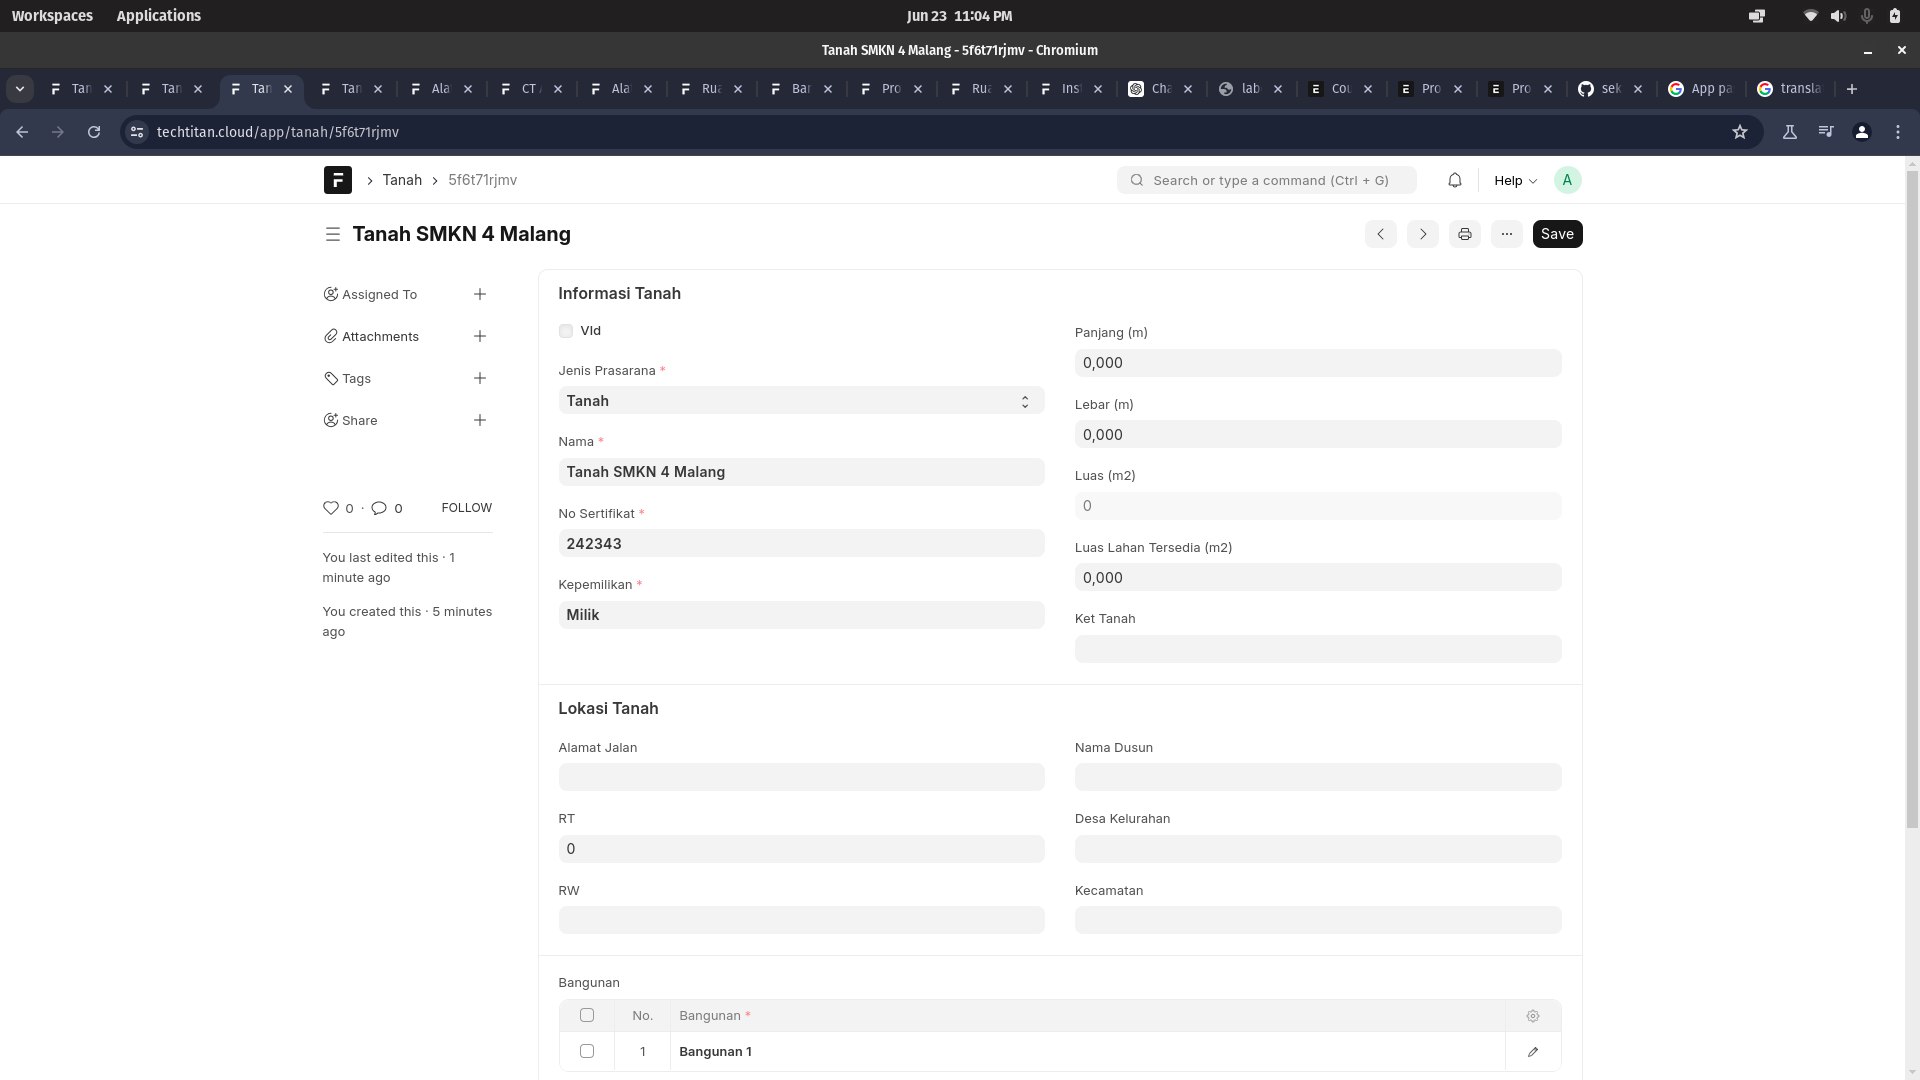 Workspaces Applications Jun 23 11:04 PM
Tanah SMKN 4 Malang - 5f6t71rjmv - Chromium
Tan Tan Tan Tan Ala CT Ala Rua Ban Pro Rua Inst Cha lab Cou Pro Pro sek App pa transla
techtitan.cloud/app/tanah/5f6t71rjmv
Tanah 5f6t71rjmv Search or type a command (Ctrl + G) Help A
Tanah SMKN 4 Malang Save
Assigned To
Attachments
Tags
Share
0 · 0 FOLLOW
You last edited this · 1
minute ago
You created this · 5 minutes
ago
Informasi Tanah
Vld
Jenis Prasarana *
Tanah
Nama *
Tanah SMKN 4 Malang
No Sertifikat *
242343
Kepemilikan *
Milik
Panjang (m)
0,000
Lebar (m)
0,000
Luas (m2)
0
Luas Lahan Tersedia (m2)
0,000
Ket Tanah
Lokasi Tanah
Alamat Jalan
RT
0
RW
Nama Dusun
Desa Kelurahan
Kecamatan
Bangunan
No. Bangunan *
1 Bangunan 1